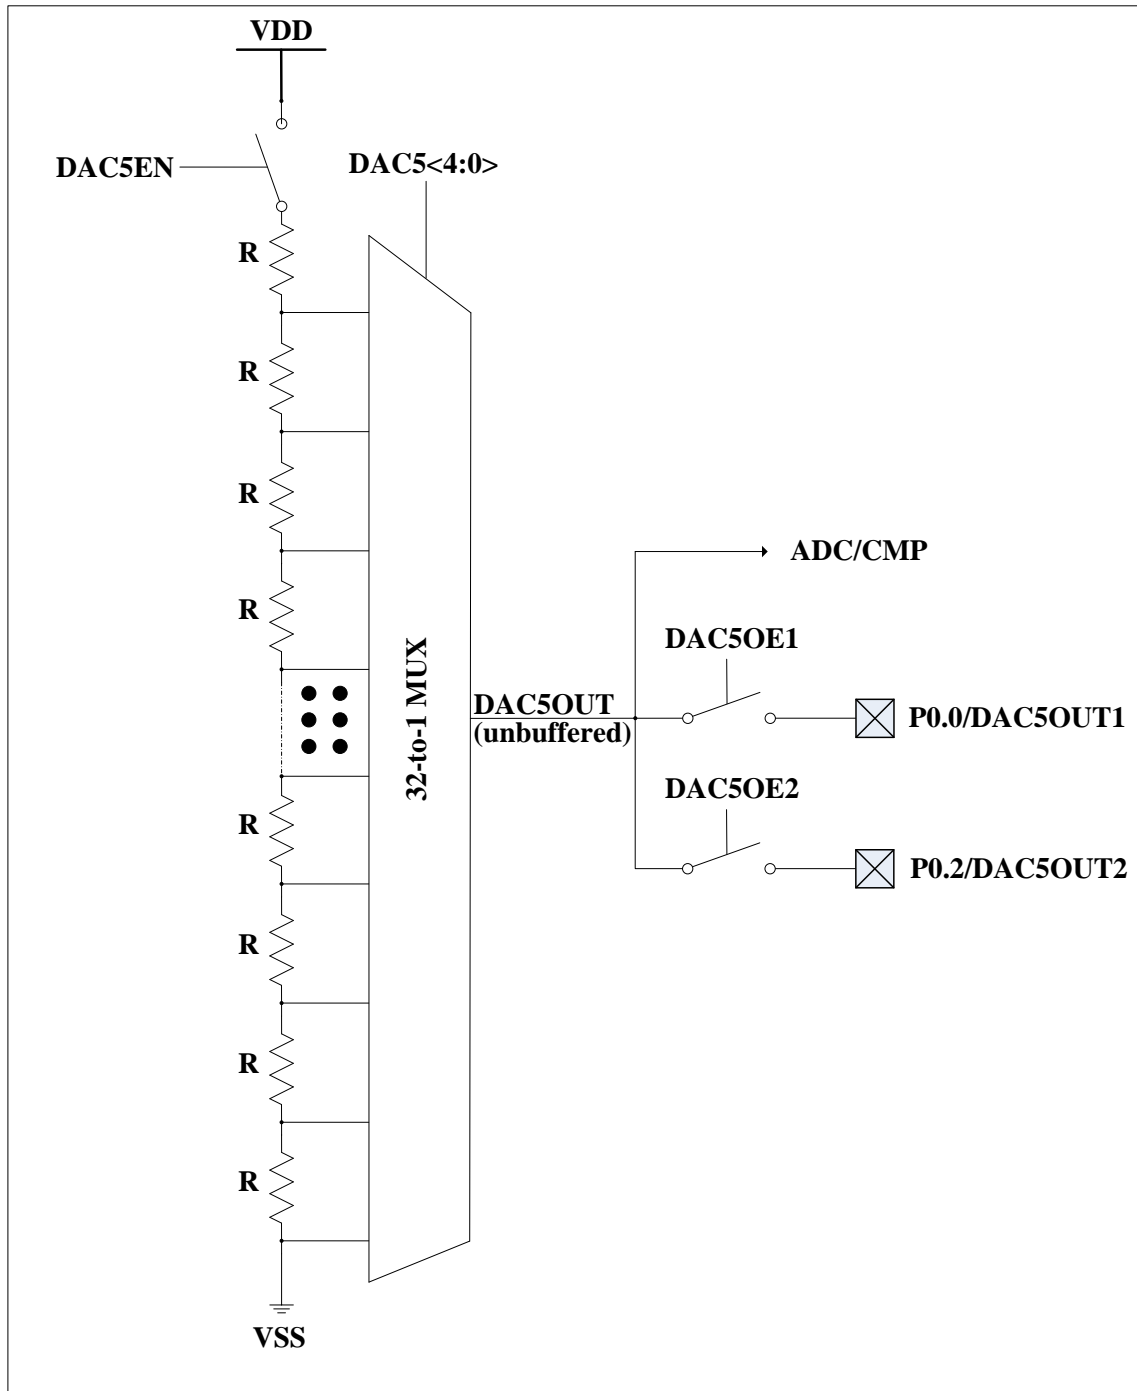 VDD
DAC5EN
DAC5<4:0>
R
R
R
R
ADC/CMP
DAC5OE1
32-to-1 MUX
DAC5OUT
(unbuffered)
P0.0/DAC5OUT1
DAC5OE2
R
P0.2/DAC5OUT2
R
R
R
VSS